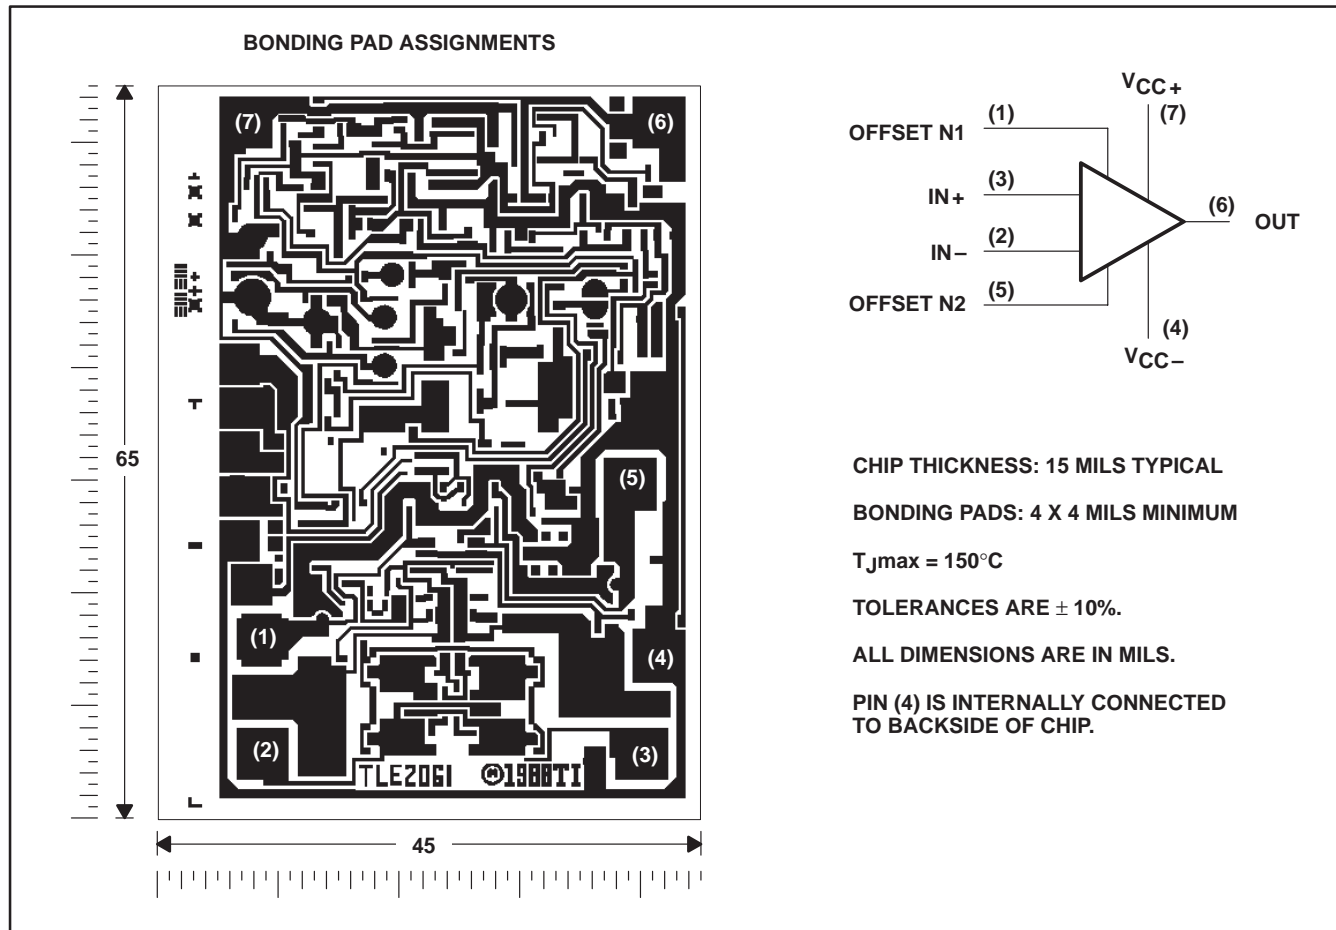 BONDING PAD ASSIGNMENTS
(7)
(6)
65
(5)
(1)
(4)
(2)
(3)
TLE2061 ©1988TI
45
VCC+
(7)
OFFSET N1
(1)
IN+
(3)
(6)
OUT
IN−
(2)
OFFSET N2
(5)
(4)
VCC−
CHIP THICKNESS: 15 MILS TYPICAL
BONDING PADS: 4 X 4 MILS MINIMUM
TJmax = 150°C
TOLERANCES ARE ± 10%.
ALL DIMENSIONS ARE IN MILS.
PIN (4) IS INTERNALLY CONNECTED
TO BACKSIDE OF CHIP.